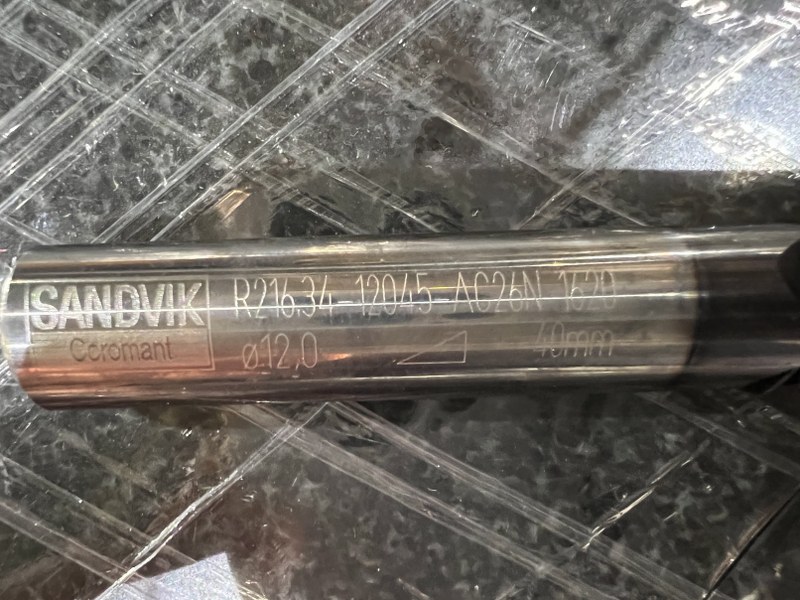 SANDVIK
Coromant
R216.34-12045-AC26N 1620
ø12,0 40mm